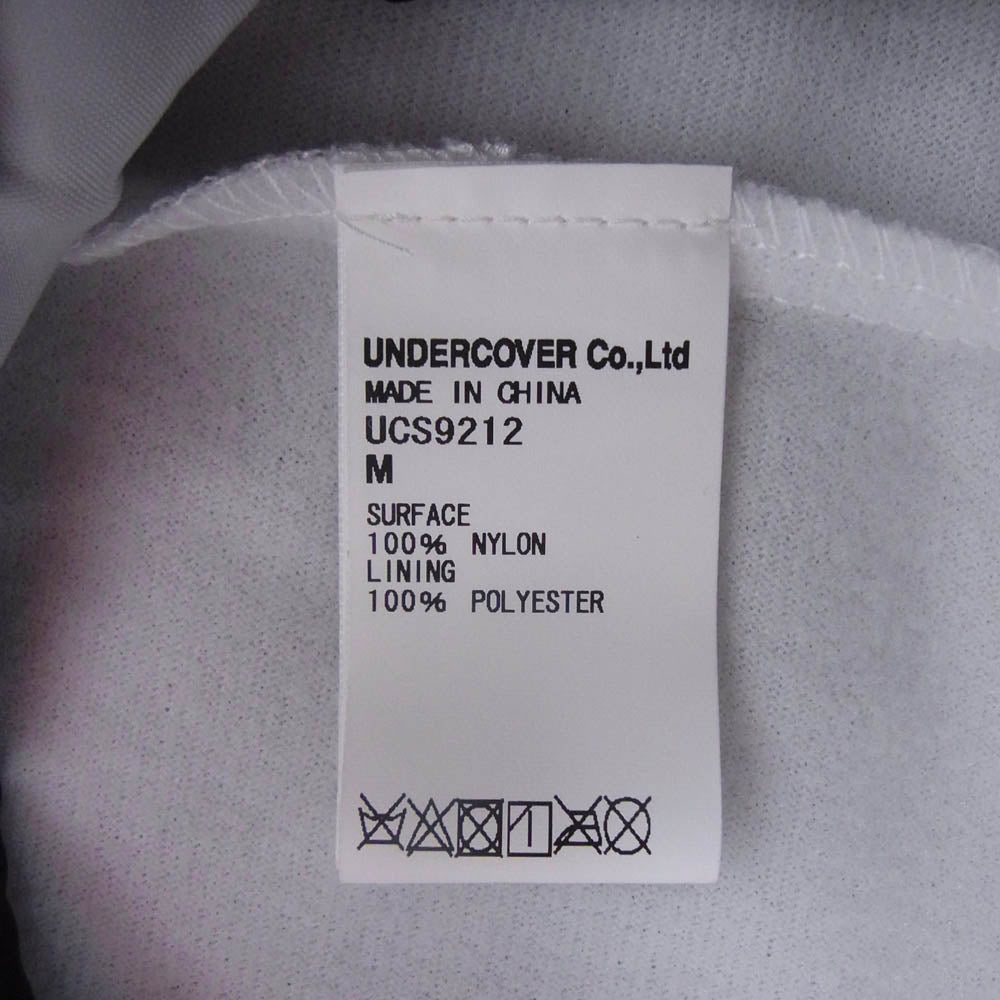 UNDERCOVER Co.,Ltd
MADE IN CHINA
UCS9212
M
SURFACE
100% NYLON
LINING
100% POLYESTER